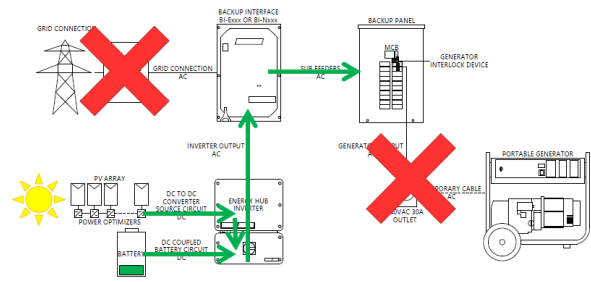 GRID CONNECTION
BACKUP INTERFACE
BI-Exxx OR BI-Nxxx
BACKUP PANEL
MCB
GENERATOR
INTERLOCK DEVICE
GRID CONNECTION
AC
SUB FEEDERS
AC
INVERTER OUTPUT
AC
PORTABLE GENERATOR
PV ARRAY
DC TO DC
CONVERTER
SOURCE CIRCUIT
DC
ENERGY HUB
INVERTER
AC
30A
OUTLET
POWER OPTIMIZERS
BATTERY
DC COUPLED
BATTERY CIRCUIT
DC